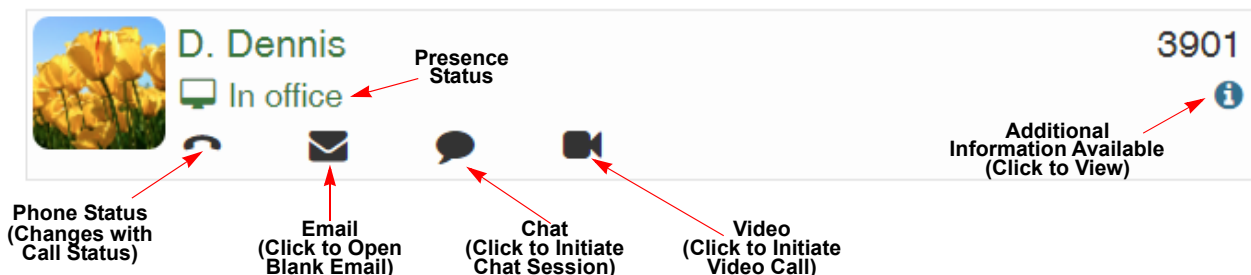 D. Dennis
3901
Presence
Status
In office
Additional
Information Available
(Click to View)
Phone Status
(Changes with
Call Status)
Email
(Click to Open
Blank Email)
Chat
(Click to Initiate
Chat Session)
Video
(Click to Initiate
Video Call)